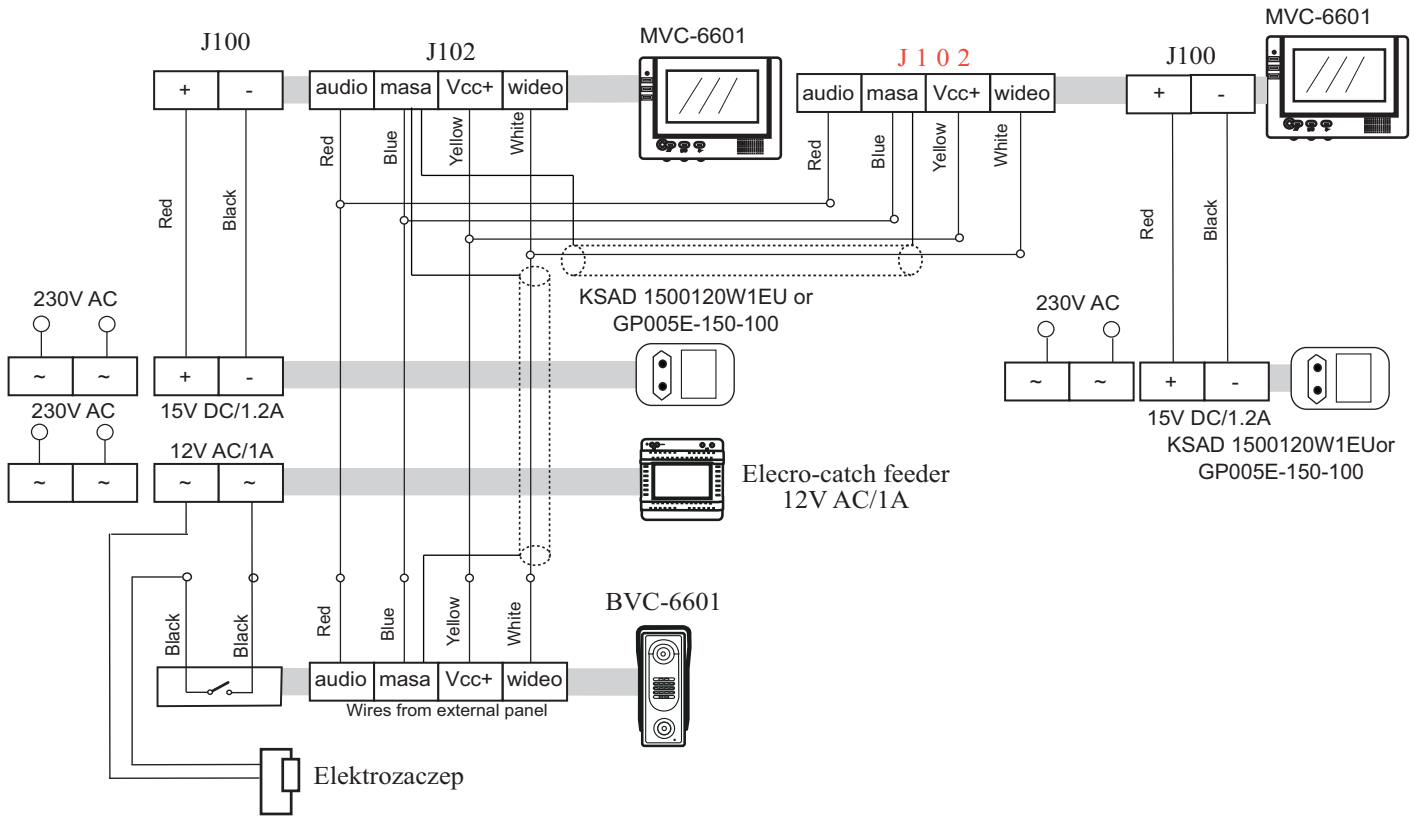 MVC-6601
J100
J102
+ - audio masa Vcc+ wideo
Red Black Red Blue Yellow White
MVC-6601
J 1 0 2
J100
audio masa Vcc+ wideo + -
Red Blue Yellow White Red Black
KSAD 1500120W1EU or
GP005E-150-100
230V AC
~ ~ + -
15V DC/1.2A
230V AC
12V AC/1A
~ ~ ~ ~
230V AC
~ ~ + -
15V DC/1.2A
KSAD 1500120W1EUor
GP005E-150-100
Elecro-catch feeder
12V AC/1A
Black Black Red Blue Yellow White
BVC-6601
audio masa Vcc+ wideo
Wires from external panel
Elektrozaczep